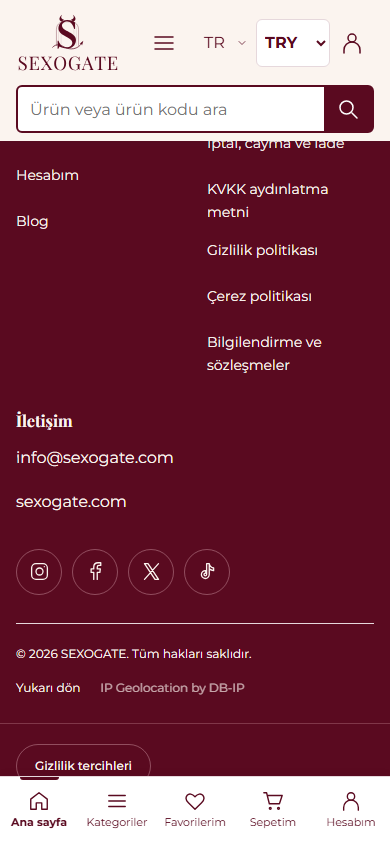 SEXOGATE
TR
TRY
Ürün veya ürün kodu ara
İptal, cayma ve iade
Hesabım
KVKK aydınlatma
metni
Blog
Gizlilik politikası
Çerez politikası
Bilgilendirme ve
sözleşmeler
İletişim
info@sexogate.com
sexogate.com
© 2026 SEXOGATE. Tüm hakları saklıdır.
Yukarı dön
IP Geolocation by DB-IP
Gizlilik tercihleri
Ana sayfa
Kategoriler
Favorilerim
Sepetim
Hesabım